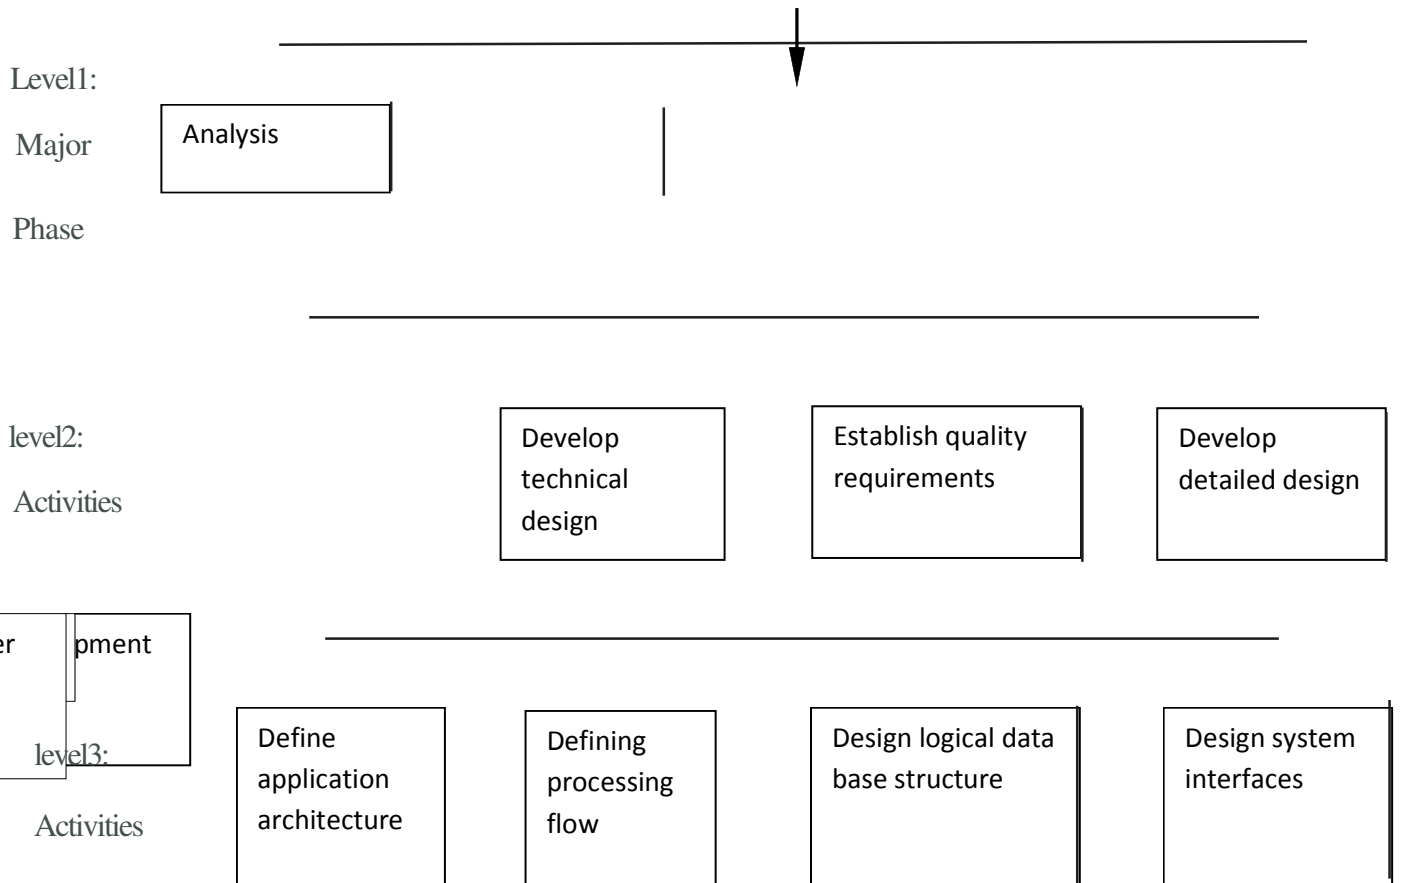 Level1:
Major
Phase
Analysis
level2:
Activities
Develop
technical
design
Establish quality
requirements
Develop
detailed design
er
pment
level3:
Activities
Define
application
architecture
Defining
processing
flow
Design logical data
base structure
Design system
interfaces